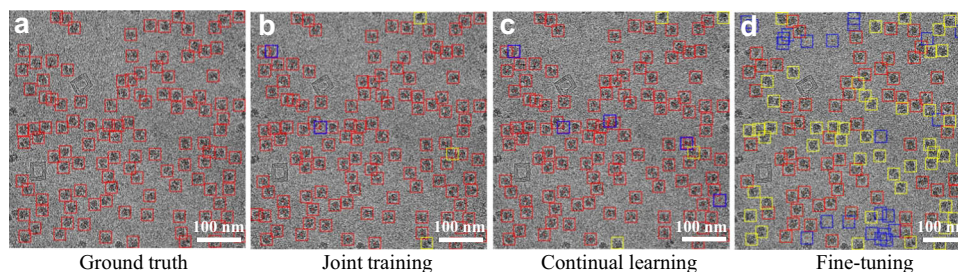 a b c d
100 nm 100 nm 100 nm 100 nm
Ground truth Joint training Continual learning Fine-tuning